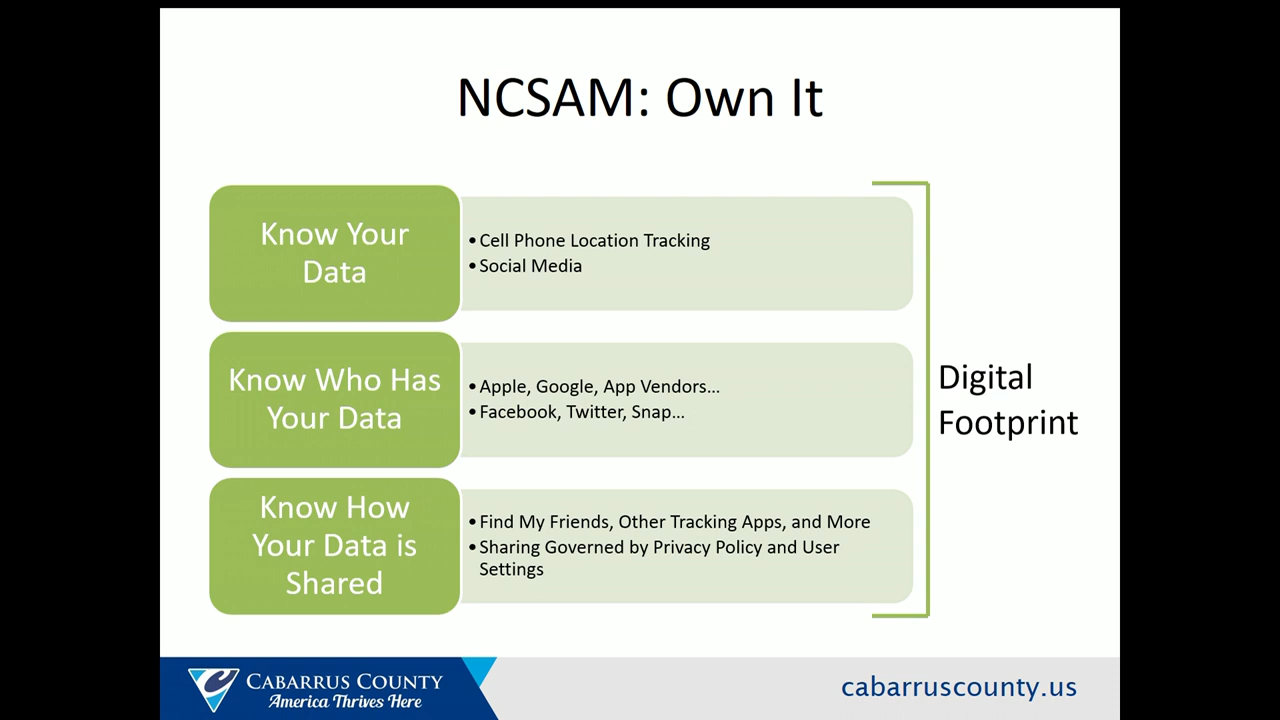 NCSAM: Own It
Know Your
Data
•Cell Phone Location Tracking
•Social Media
Know Who Has
Your Data
•Apple, Google, App Vendors...
•Facebook, Twitter, Snap...
Know How
Your Data is
Shared
•Find My Friends, Other Tracking Apps, and More
•Sharing Governed by Privacy Policy and User
Settings
Digital
Footprint
CABARRUS COUNTY
America Thrives Here
cabarruscounty.us